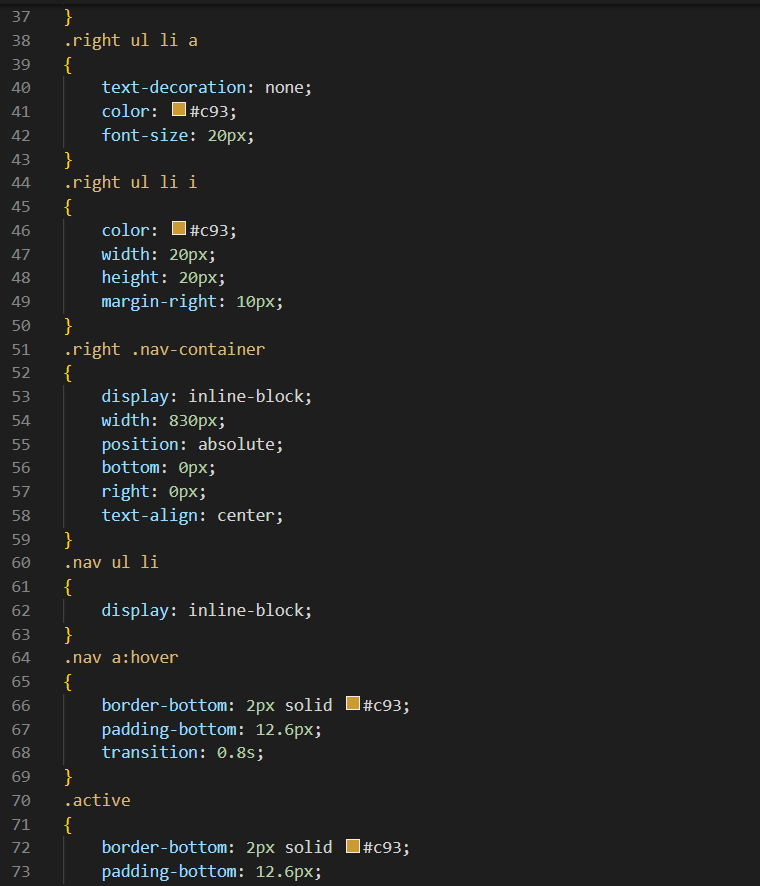 37 }
38 .right ul li a
39 {
40 text-decoration: none;
41 color: #c93;
42 font-size: 20px;
43 }
44 .right ul li i
45 {
46 color: #c93;
47 width: 20px;
48 height: 20px;
49 margin-right: 10px;
50 }
51 .right .nav-container
52 {
53 display: inline-block;
54 width: 830px;
55 position: absolute;
56 bottom: 0px;
57 right: 0px;
58 text-align: center;
59 }
60 .nav ul li
61 {
62 display: inline-block;
63 }
64 .nav a:hover
65 {
66 border-bottom: 2px solid #c93;
67 padding-bottom: 12.6px;
68 transition: 0.8s;
69 }
70 .active
71 {
72 border-bottom: 2px solid #c93;
73 padding-bottom: 12.6px;